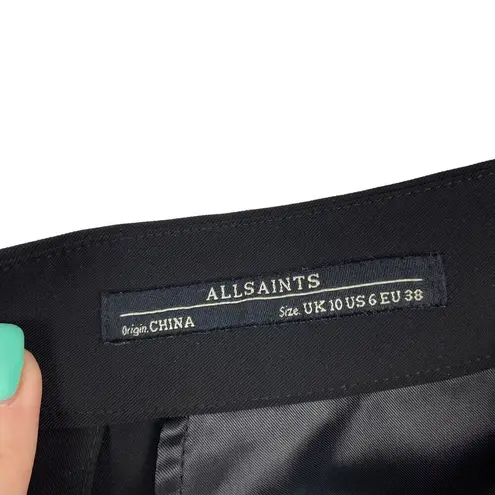 ALLSAINTS
Origin. CHINA Size. UK 10 US 6 EU 38